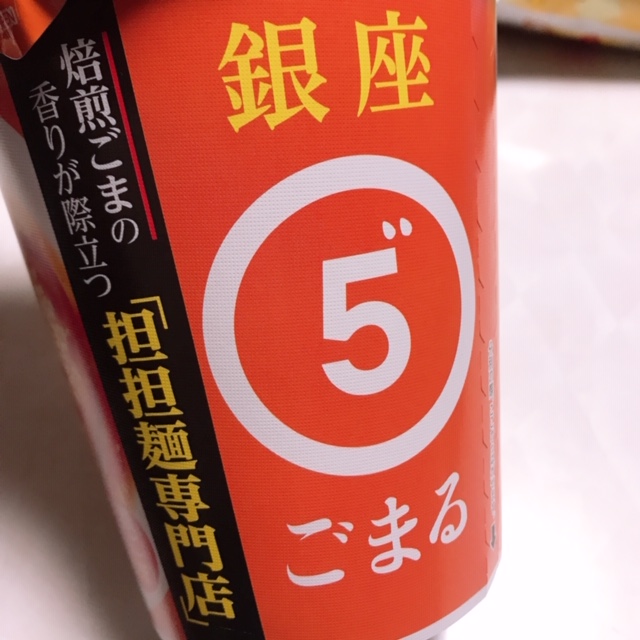 銀座
5゛
ごまる
焙煎ごまの
香りが際立つ
「担担麺専門店」